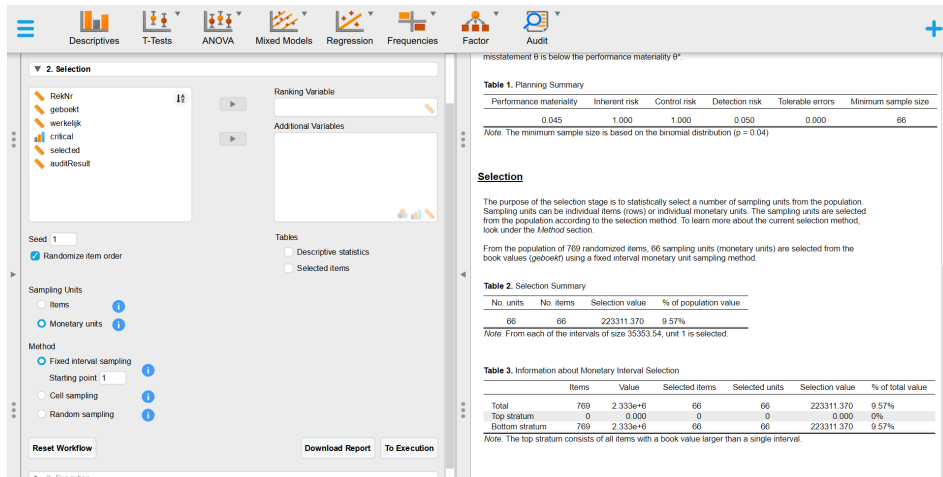 Descriptives T-Tests ANOVA Mixed Models Regression Frequencies Factor Audit
2. Selection
RekNr
geboekt
werkelijk
critical
selected
auditResult
Ranking Variable
Additional Variables
Seed 1
Randomize item order
Tables
Descriptive statistics
Selected items
Sampling Units
Items
Monetary units
Method
Fixed interval sampling
Starting point 1
Cell sampling
Random sampling
Reset Workflow Download Report To Execution
misstatement θ is below the performance materiality θ*.
Table 1. Planning Summary
Performance materiality Inherent risk Control risk Detection risk Tolerable errors Minimum sample size
0.045 1.000 1.000 0.050 0.000 66
Note. The minimum sample size is based on the binomial distribution (p = 0.04)
Selection
The purpose of the selection stage is to statistically select a number of sampling units from the population.
Sampling units can be individual items (rows) or individual monetary units. The sampling units are selected
from the population according to the selection method. To learn more about the current selection method,
look under the Method section.
From the population of 769 randomized items, 66 sampling units (monetary units) are selected from the
book values (geboekt) using a fixed interval monetary unit sampling method.
Table 2. Selection Summary
No. units No. items Selection value % of population value
66 66 223311.370 9.57%
Note. From each of the intervals of size 35353.54, unit 1 is selected.
Table 3. Information about Monetary Interval Selection
Items Value Selected items Selected units Selection value % of total value
Total 769 2.333e+6 66 66 223311.370 9.57%
Top stratum 0 0.000 0 0 0.000 0%
Bottom stratum 769 2.333e+6 66 66 223311.370 9.57%
Note. The top stratum consists of all items with a book value larger than a single interval.